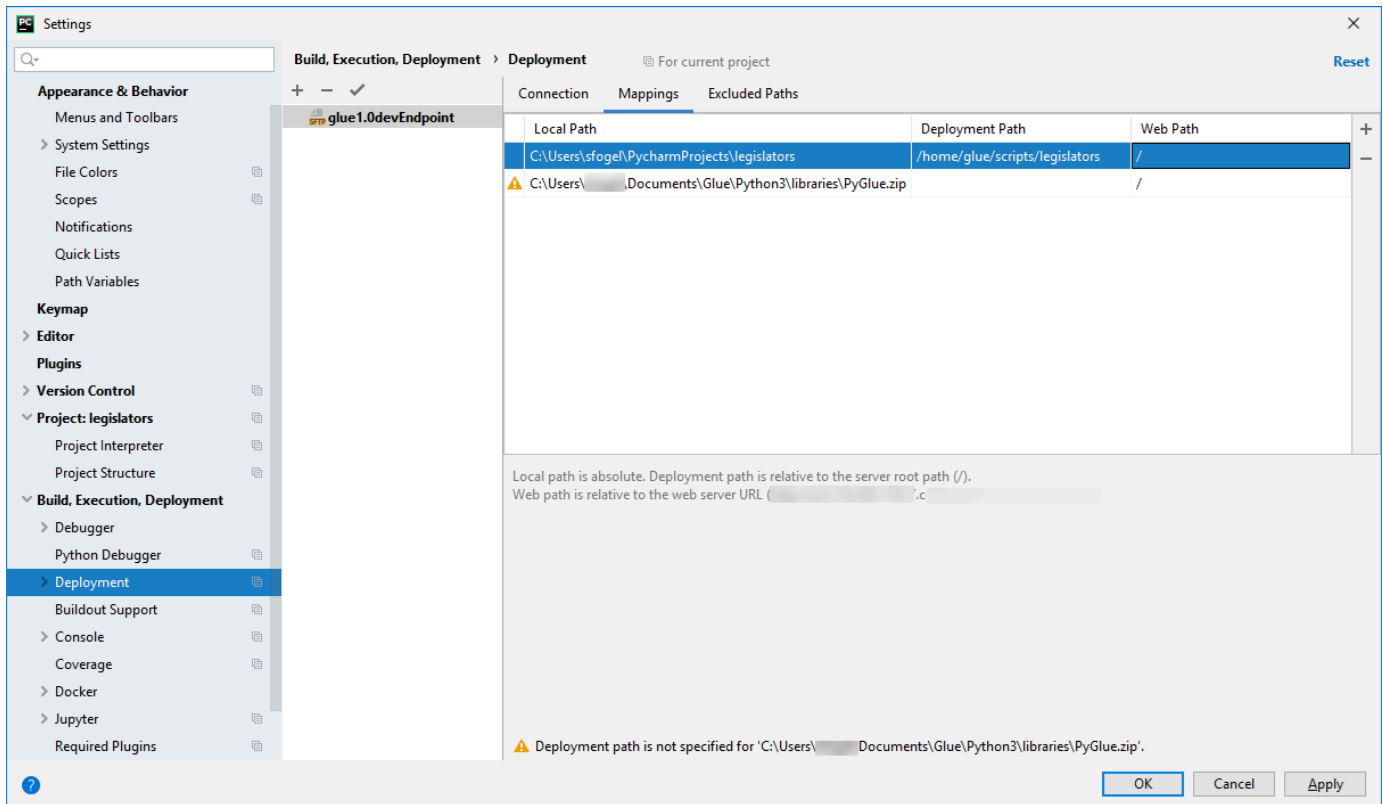 Settings
Build, Execution, Deployment › Deployment For current project Reset
Appearance & Behavior
Menus and Toolbars
System Settings
File Colors
Scopes
Notifications
Quick Lists
Path Variables
Keymap
Editor
Plugins
Version Control
Project: legislators
Project Interpreter
Project Structure
Build, Execution, Deployment
Debugger
Python Debugger
Deployment
Buildout Support
Console
Coverage
Docker
Jupyter
Required Plugins
SFTP glue1.0devEndpoint
Connection Mappings Excluded Paths
Local Path Deployment Path Web Path
C:\Users\sfogel\PycharmProjects\legislators /home/glue/scripts/legislators /
C:\Users\ \Documents\Glue\Python3\libraries\PyGlue.zip /
Local path is absolute. Deployment path is relative to the server root path (/).
Web path is relative to the web server URL ( .c
Deployment path is not specified for 'C:\Users\ Documents\Glue\Python3\libraries\PyGlue.zip'.
OK Cancel Apply